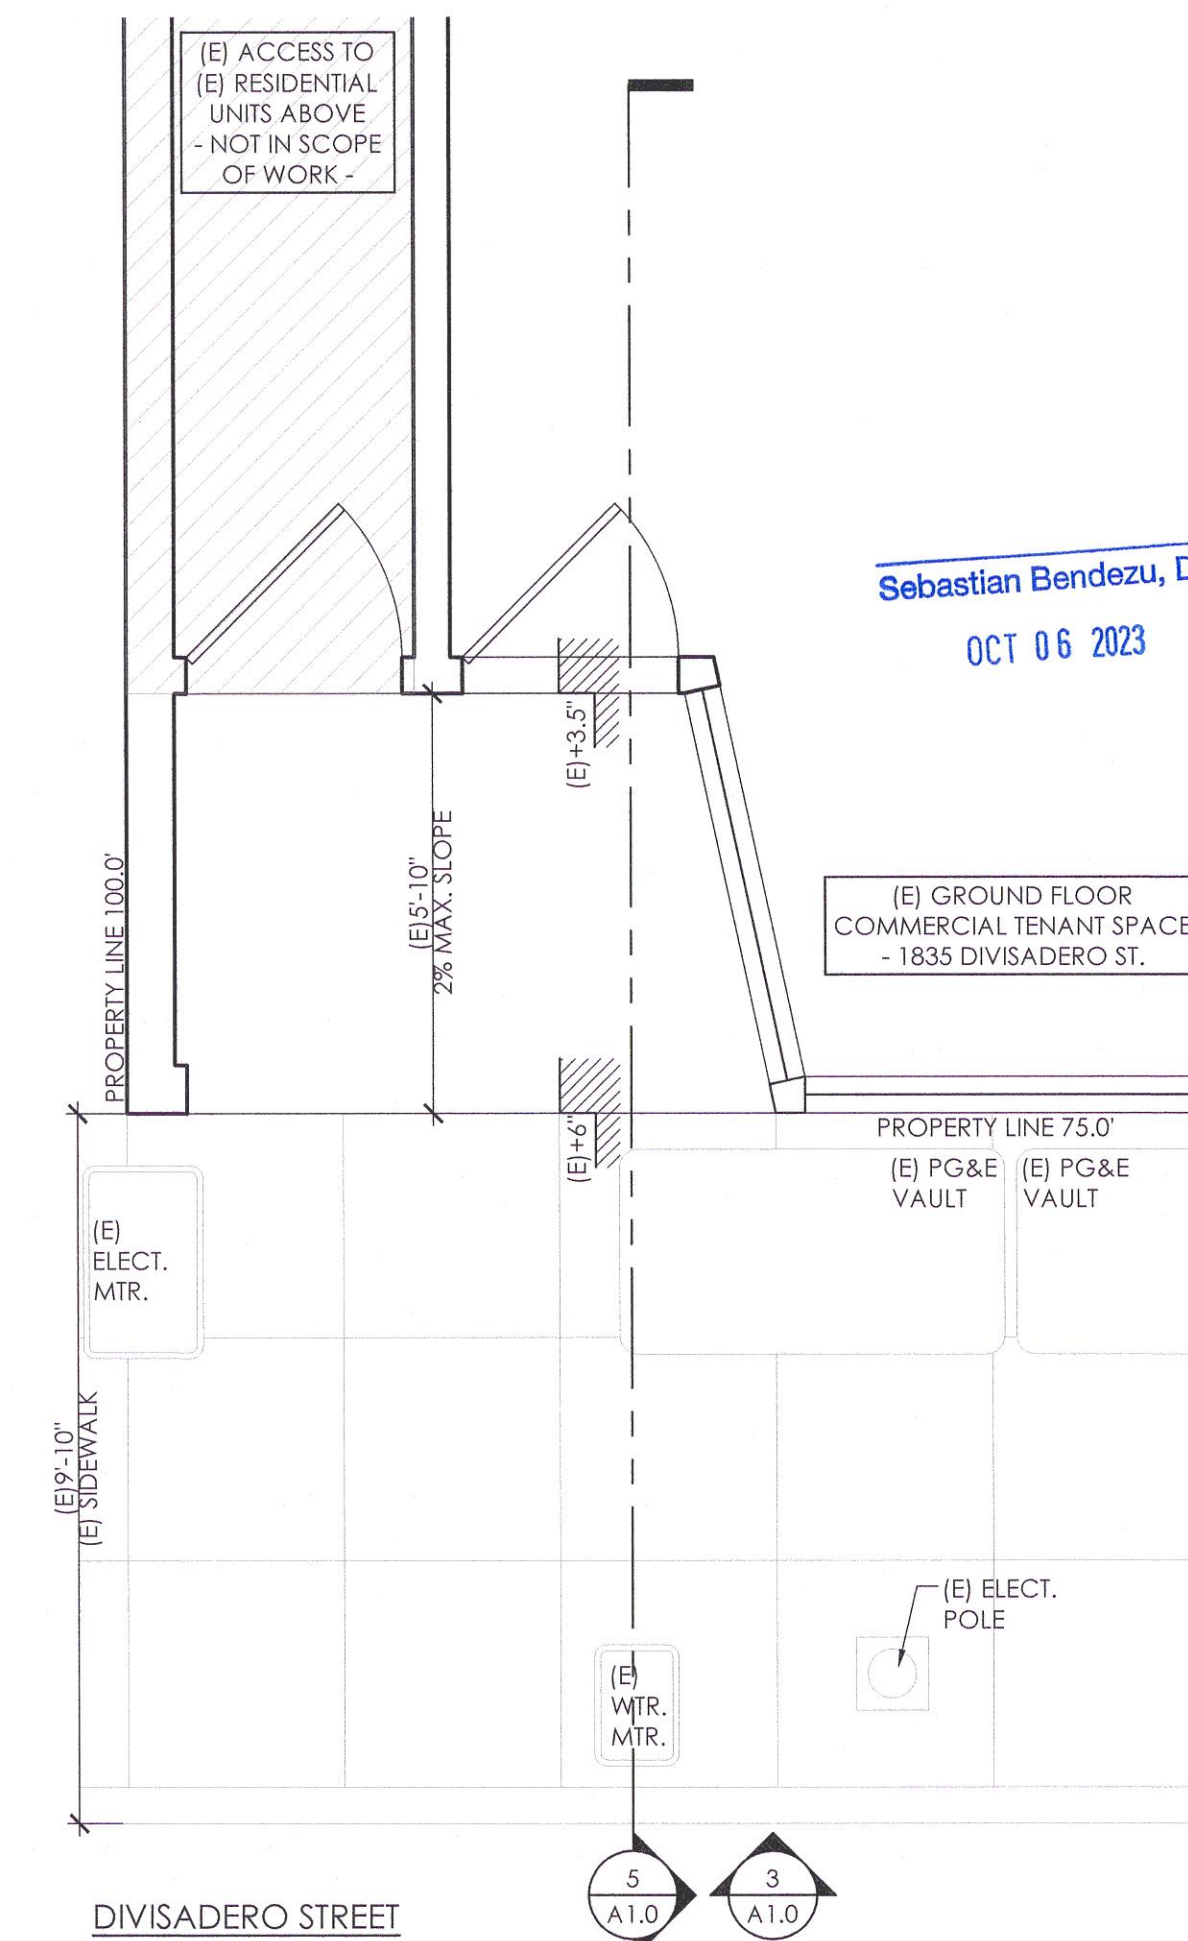 (E) ACCESS TO
(E) RESIDENTIAL
UNITS ABOVE
- NOT IN SCOPE
OF WORK -
Sebastian Bendezu, D
OCT 06 2023
(E)+3.5"
(E)5'-10"
2% MAX. SLOPE
PROPERTY LINE 100.0'
(E) GROUND FLOOR
COMMERCIAL TENANT SPACE
- 1835 DIVISADERO ST.
(E)+6"
PROPERTY LINE 75.0'
(E) PG&E
VAULT
(E) PG&E
VAULT
(E)
ELECT.
MTR.
(E)9'-10"
(E) SIDEWALK
(E) ELECT.
POLE
(E)
WTR.
MTR.
5
A1.0
3
A1.0
DIVISADERO STREET